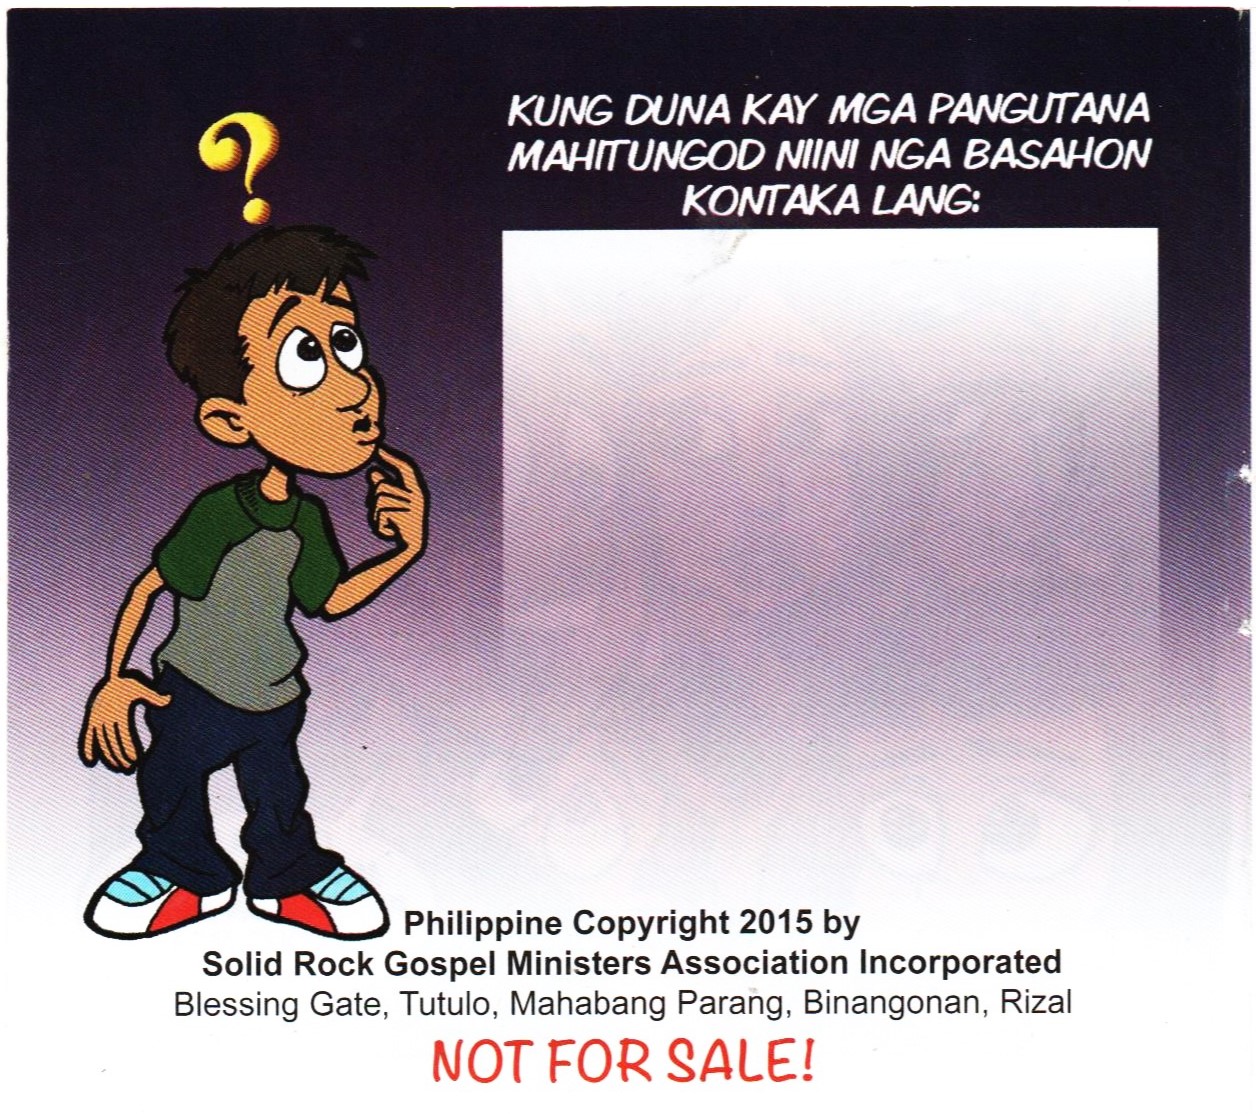 ?
KUNG DUNA KAY MGA PANGUTANA
MAHITUNGOD NIINI NGA BASAHON
KONTAKA LANG:
Philippine Copyright 2015 by
Solid Rock Gospel Ministers Association Incorporated
Blessing Gate, Tutulo, Mahabang Parang, Binangonan, Rizal
NOT FOR SALE!